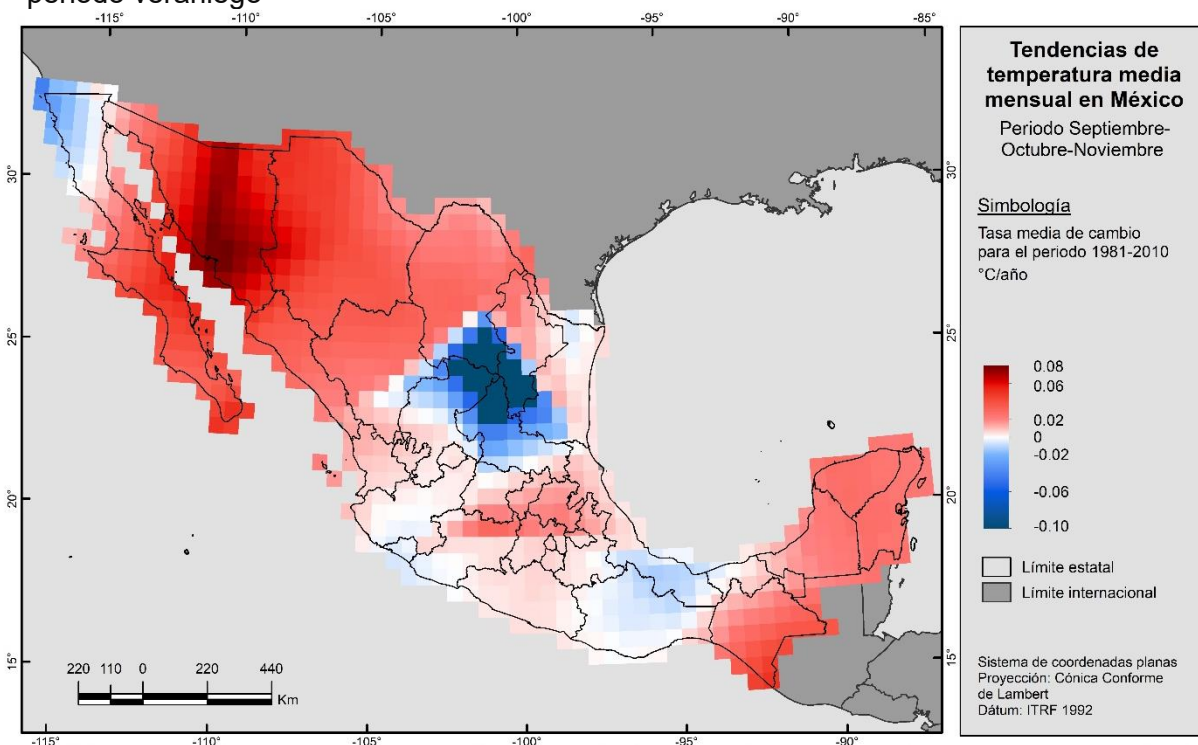 periodo veraniego
-115° -110° -105° -100° -95° -90° -85°
30° 30°
25° 25°
20° 20°
15° 15°
-115° -110° -105° -100° -95° -90°
220 110 0 220 440
Km
Tendencias de
temperatura media
mensual en México
Periodo Septiembre-
Octubre-Noviembre
Simbología
Tasa media de cambio
para el periodo 1981-2010
°C/año
0.08
0.06
0.02
0
-0.02
-0.06
-0.10
Límite estatal
Límite internacional
Sistema de coordenadas planas
Proyección: Cónica Conforme
de Lambert
Dátum: ITRF 1992